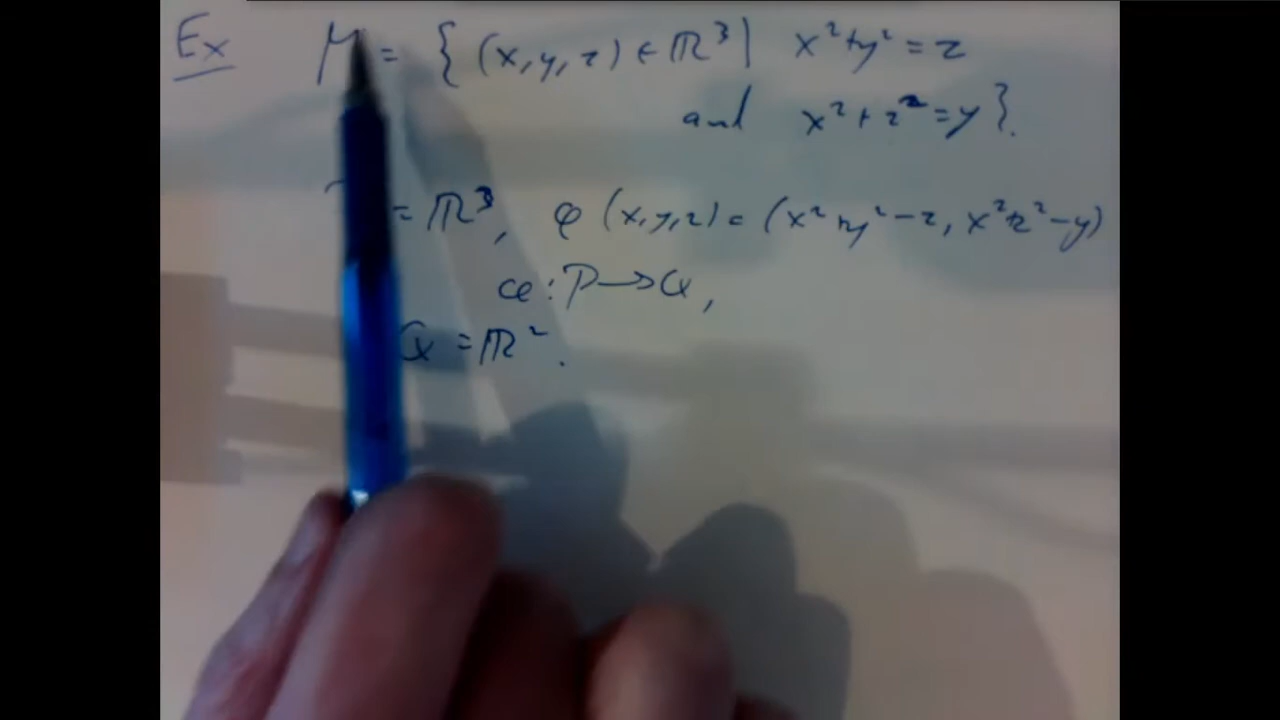 Ex M = { (x, y, z) ∈ ℝ³ | x² + y² = z
and x² + z² = y }.
= ℝ³, φ (x, y, z) = (x² + y² - z, x² + z² - y)
φ : P → Q,
Q = ℝ².